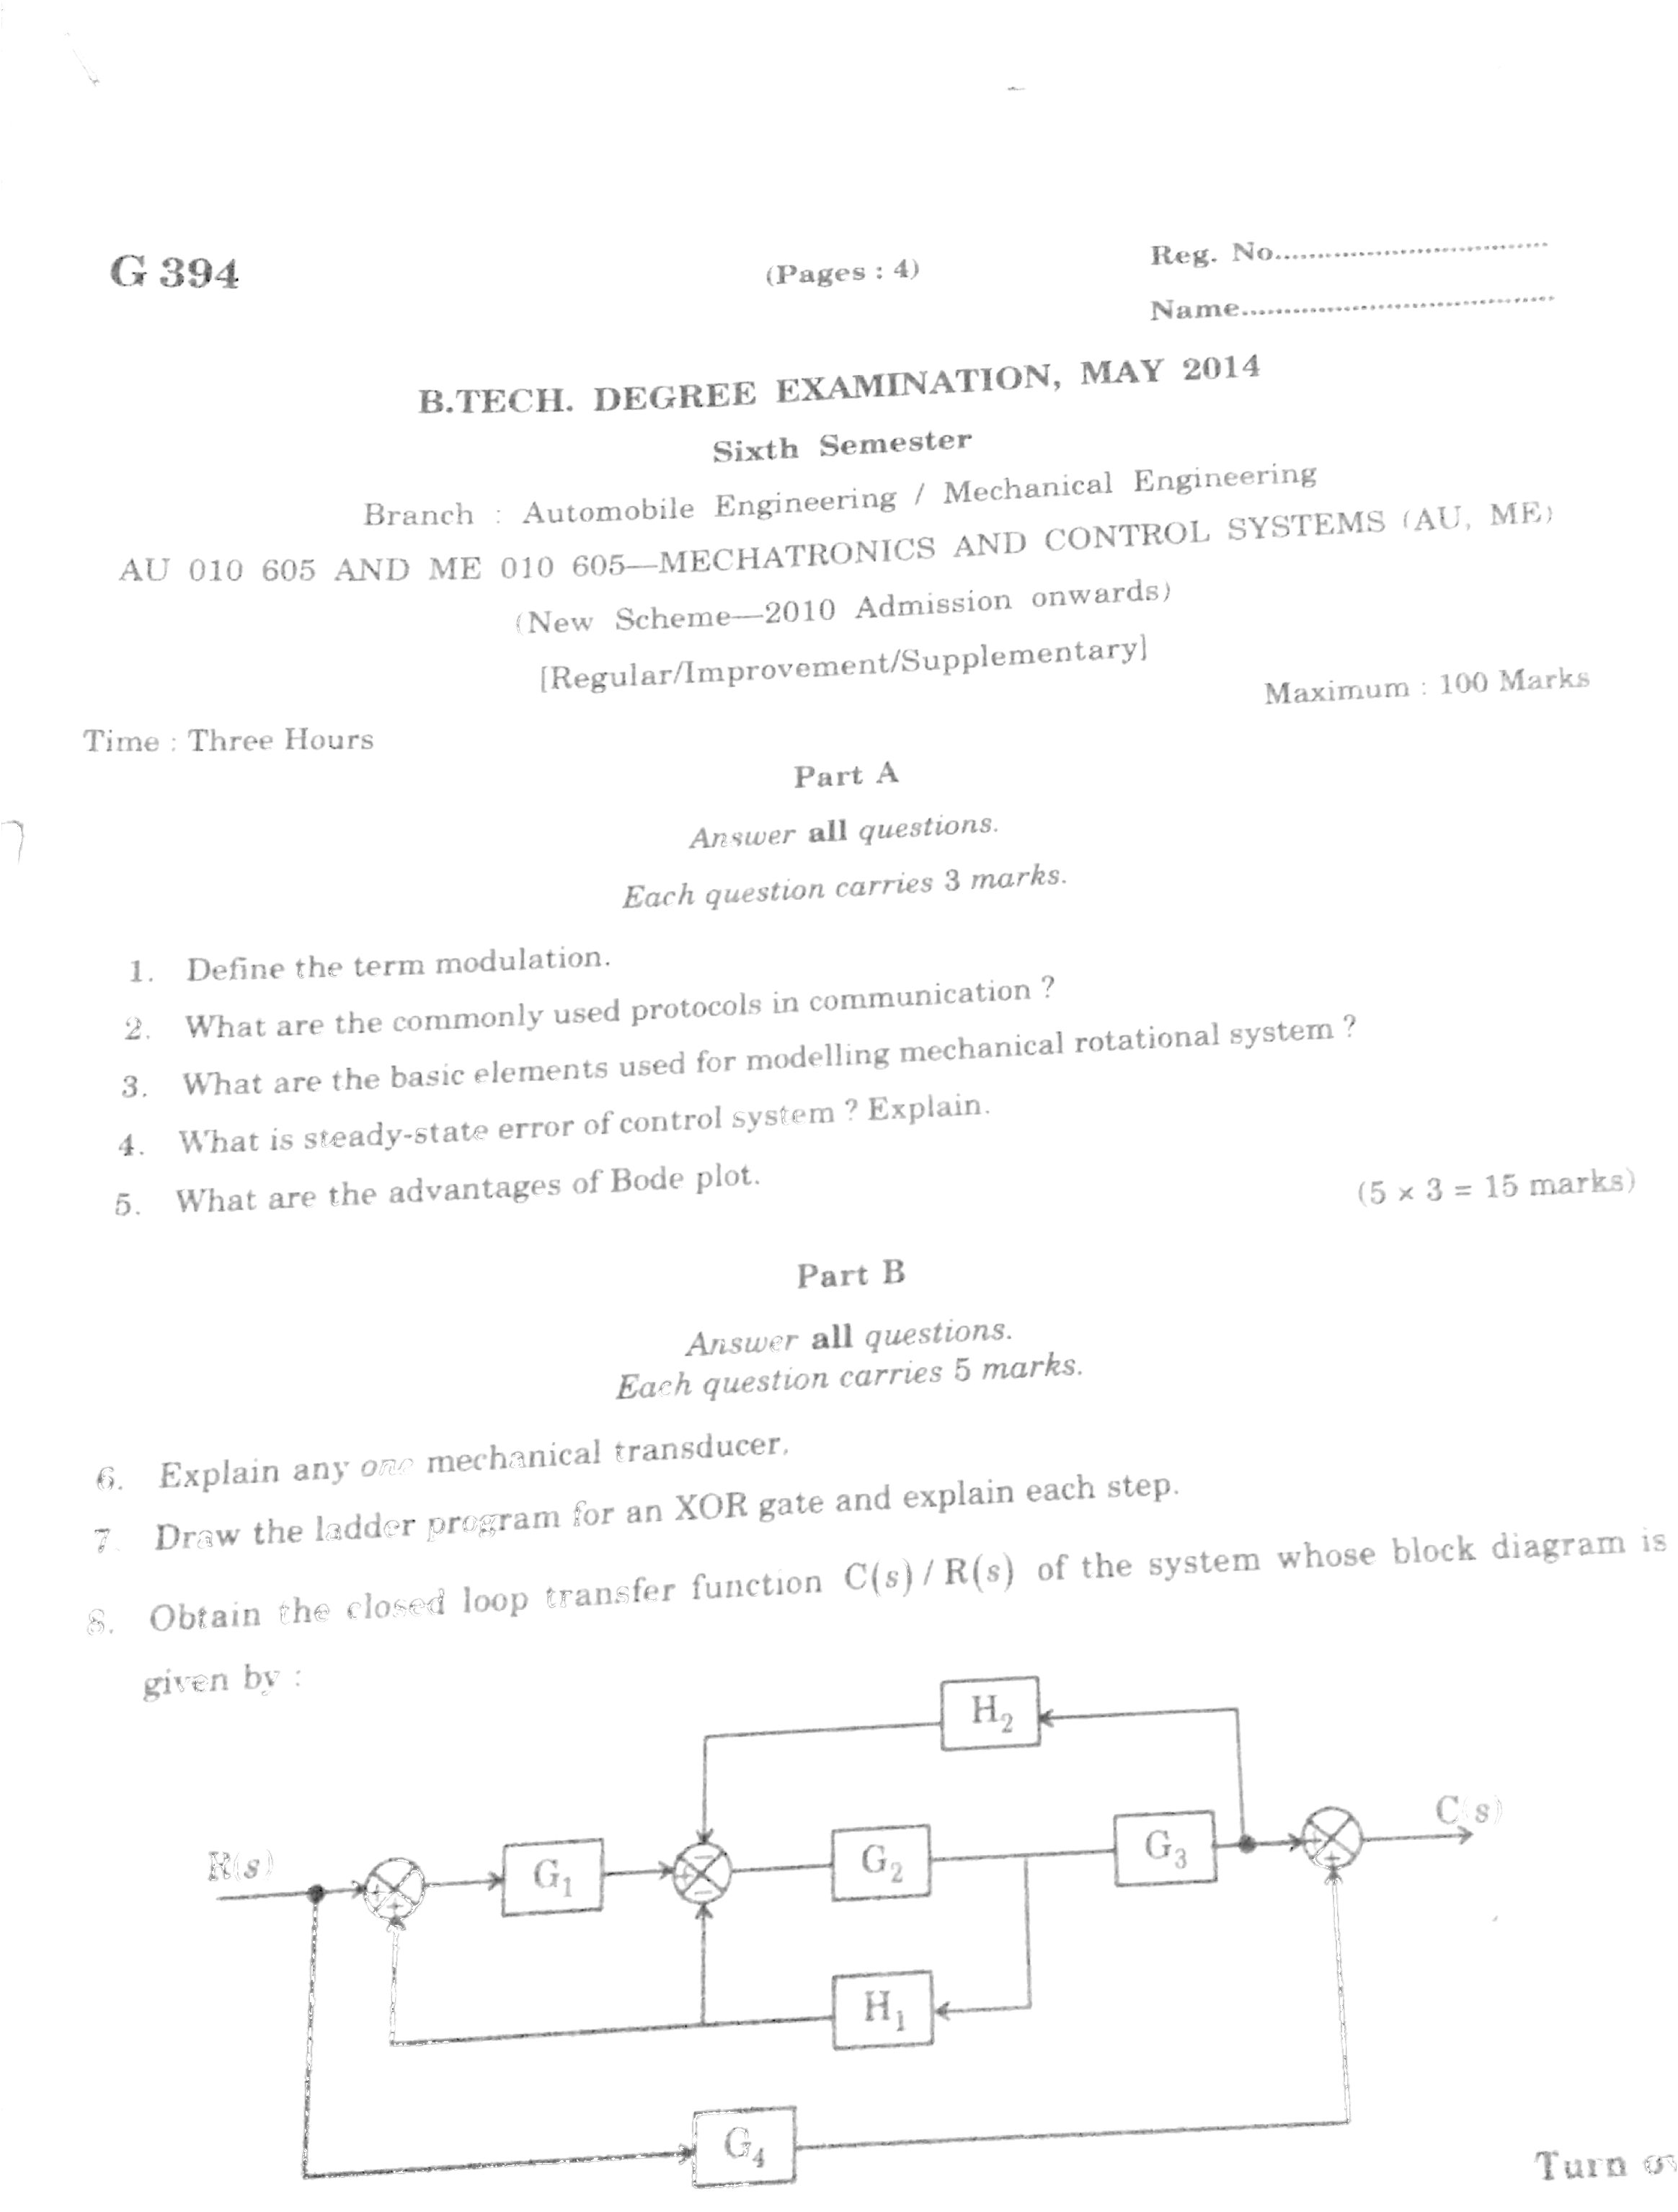 G 394
(Pages : 4)
Reg. No................................
Name....................................
B.TECH. DEGREE EXAMINATION, MAY 2014
Sixth Semester
Branch : Automobile Engineering / Mechanical Engineering
AU 010 605 AND ME 010 605—MECHATRONICS AND CONTROL SYSTEMS (AU, ME)
(New Scheme—2010 Admission onwards)
[Regular/Improvement/Supplementary]
Time : Three Hours
Maximum : 100 Marks
Part A
Answer all questions.
Each question carries 3 marks.
1. Define the term modulation.
2. What are the commonly used protocols in communication ?
3. What are the basic elements used for modelling mechanical rotational system ?
4. What is steady-state error of control system ? Explain.
5. What are the advantages of Bode plot.
(5 × 3 = 15 marks)
Part B
Answer all questions.
Each question carries 5 marks.
6. Explain any one mechanical transducer.
7. Draw the ladder program for an XOR gate and explain each step.
8. Obtain the closed loop transfer function C(s) / R(s) of the system whose block diagram is
given by :
H2
R(s)
+
+
G1
+
−
−
G2
G3
+
+
C(s)
H1
G4
Turn